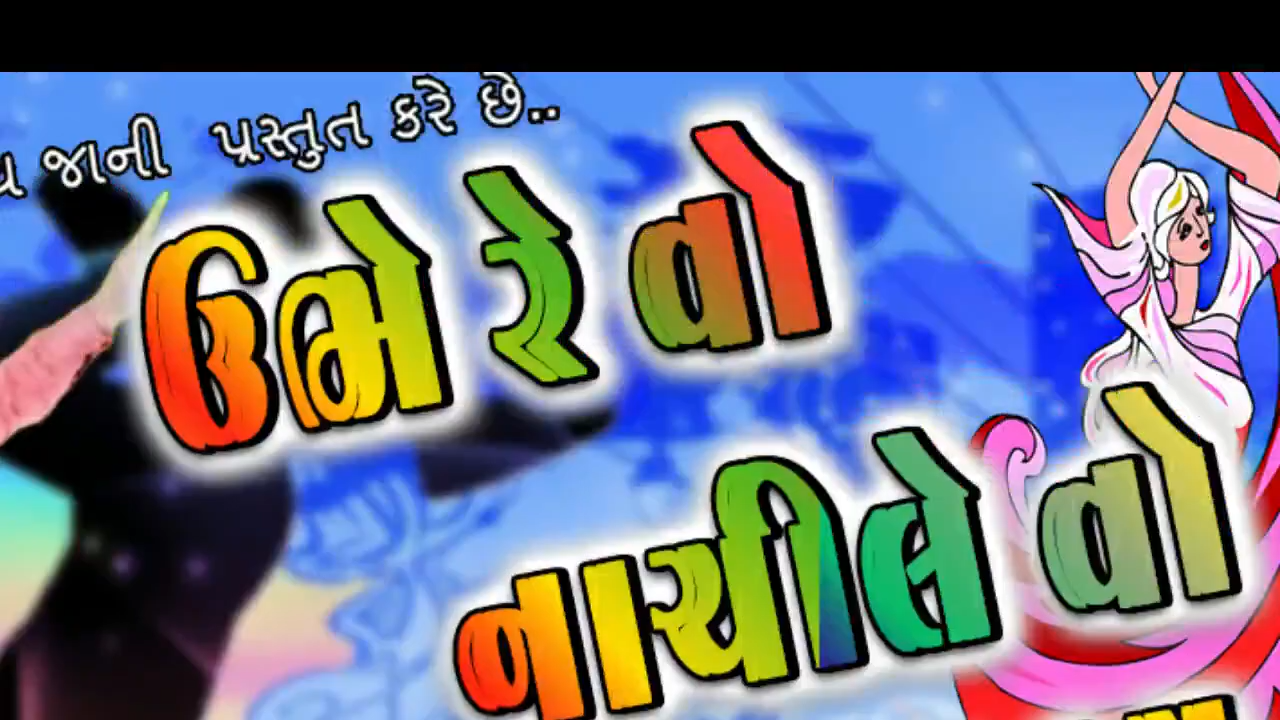 જાની પ્રસ્તુત કરે છે..
ઉભે રે વો
નાચીલે વો